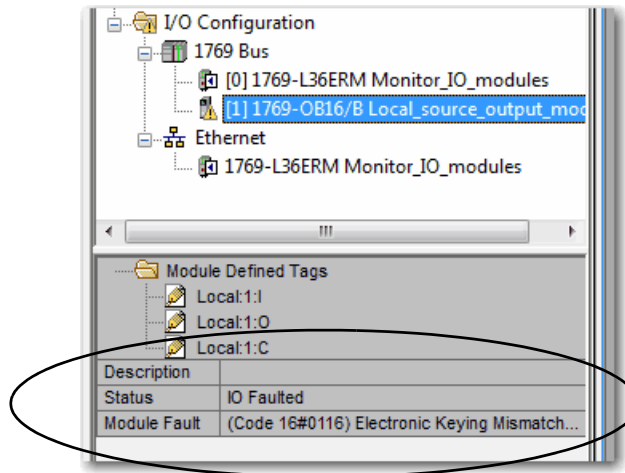 I/O Configuration
1769 Bus
[0] 1769-L36ERM Monitor_IO_modules
[1] 1769-OB16/B Local_source_output_mod
Ethernet
1769-L36ERM Monitor_IO_modules
Module Defined Tags
Local:1:I
Local:1:O
Local:1:C
Description
Status IO Faulted
Module Fault (Code 16#0116) Electronic Keying Mismatch...